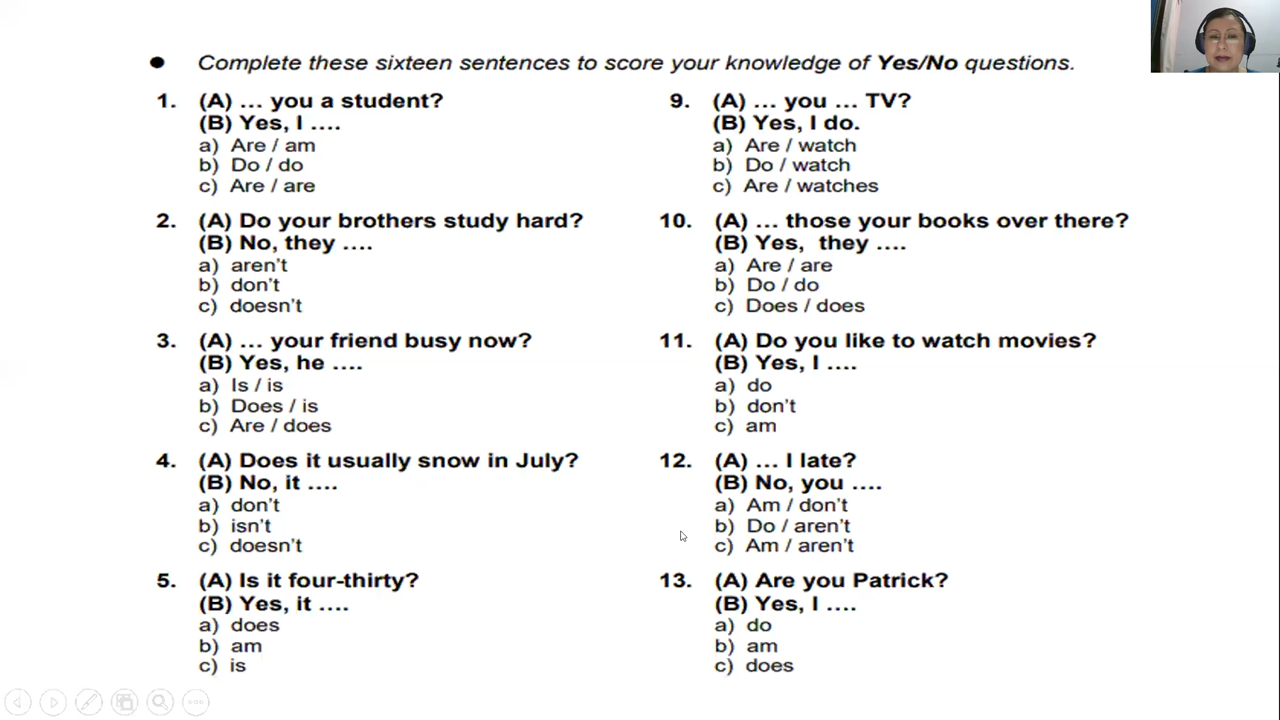 ● Complete these sixteen sentences to score your knowledge of Yes/No questions.
1. (A) … you a student?
(B) Yes, I ….
a) Are / am
b) Do / do
c) Are / are
2. (A) Do your brothers study hard?
(B) No, they ….
a) aren't
b) don't
c) doesn't
3. (A) … your friend busy now?
(B) Yes, he ….
a) Is / is
b) Does / is
c) Are / does
4. (A) Does it usually snow in July?
(B) No, it ….
a) don't
b) isn't
c) doesn't
5. (A) Is it four-thirty?
(B) Yes, it ….
a) does
b) am
c) is
9. (A) … you … TV?
(B) Yes, I do.
a) Are / watch
b) Do / watch
c) Are / watches
10. (A) … those your books over there?
(B) Yes, they ….
a) Are / are
b) Do / do
c) Does / does
11. (A) Do you like to watch movies?
(B) Yes, I ….
a) do
b) don't
c) am
12. (A) … I late?
(B) No, you ….
a) Am / don't
b) Do / aren't
c) Am / aren't
13. (A) Are you Patrick?
(B) Yes, I ….
a) do
b) am
c) does